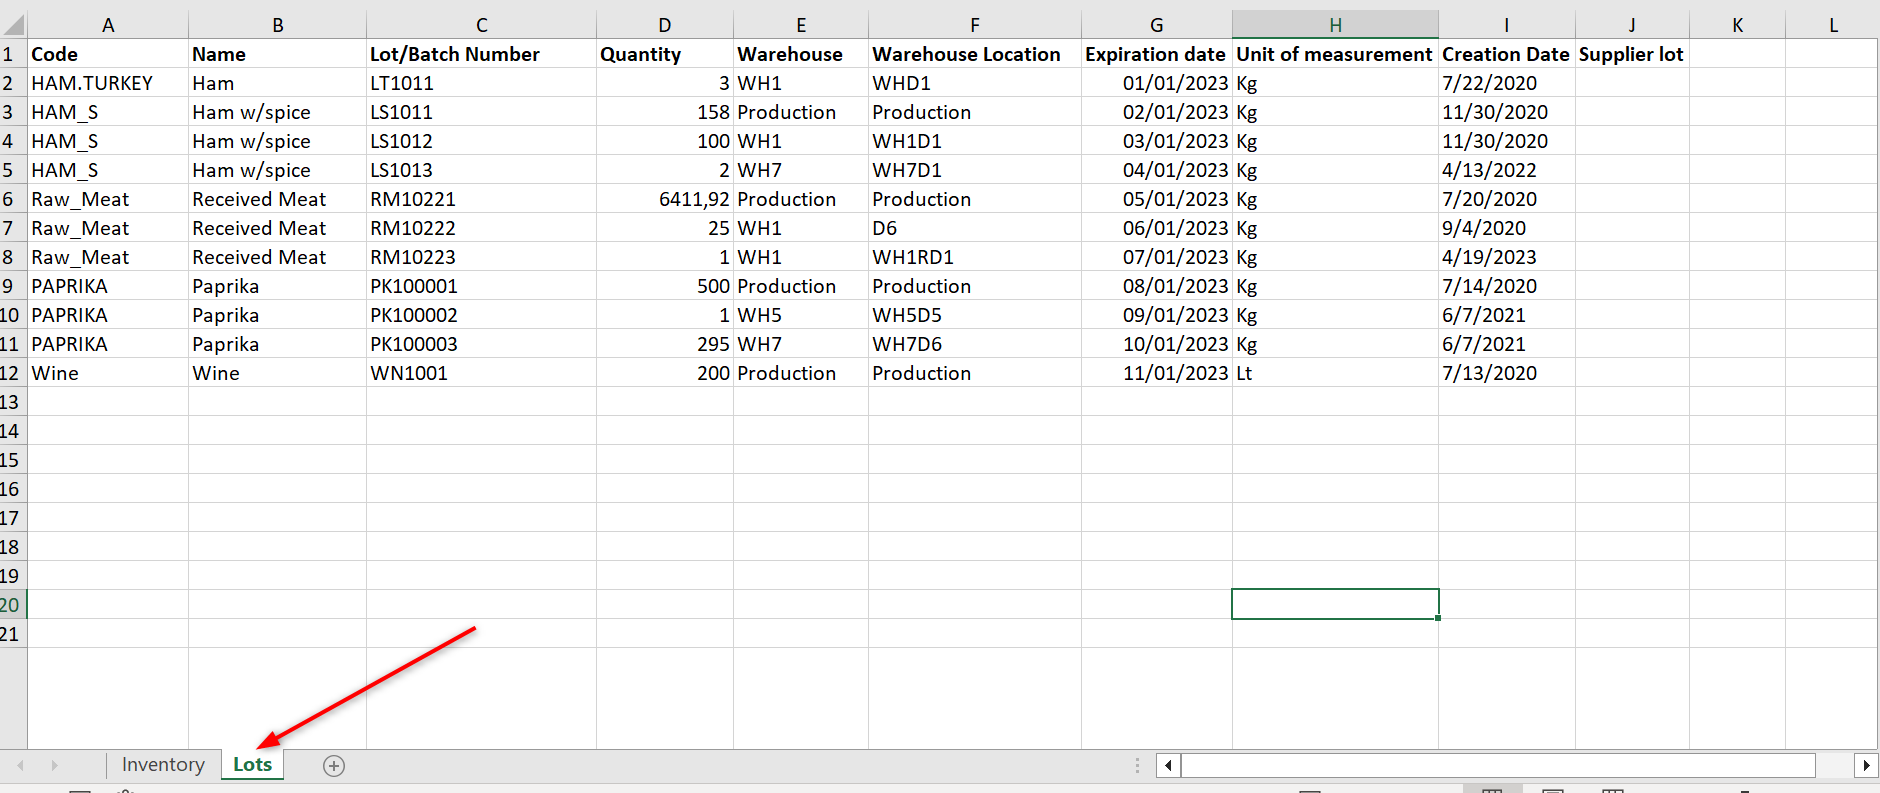 A B C D E F G H I J K L
1 Code Name Lot/Batch Number Quantity Warehouse Warehouse Location Expiration date Unit of measurement Creation Date Supplier lot
2 HAM.TURKEY Ham LT1011 3 WH1 WHD1 01/01/2023 Kg 7/22/2020
3 HAM_S Ham w/spice LS1011 158 Production Production 02/01/2023 Kg 11/30/2020
4 HAM_S Ham w/spice LS1012 100 WH1 WH1D1 03/01/2023 Kg 11/30/2020
5 HAM_S Ham w/spice LS1013 2 WH7 WH7D1 04/01/2023 Kg 4/13/2022
6 Raw_Meat Received Meat RM10221 6411,92 Production Production 05/01/2023 Kg 7/20/2020
7 Raw_Meat Received Meat RM10222 25 WH1 D6 06/01/2023 Kg 9/4/2020
8 Raw_Meat Received Meat RM10223 1 WH1 WH1RD1 07/01/2023 Kg 4/19/2023
9 PAPRIKA Paprika PK100001 500 Production Production 08/01/2023 Kg 7/14/2020
10 PAPRIKA Paprika PK100002 1 WH5 WH5D5 09/01/2023 Kg 6/7/2021
11 PAPRIKA Paprika PK100003 295 WH7 WH7D6 10/01/2023 Kg 6/7/2021
12 Wine Wine WN1001 200 Production Production 11/01/2023 Lt 7/13/2020
13
14
15
16
17
18
19
20
21
Inventory Lots